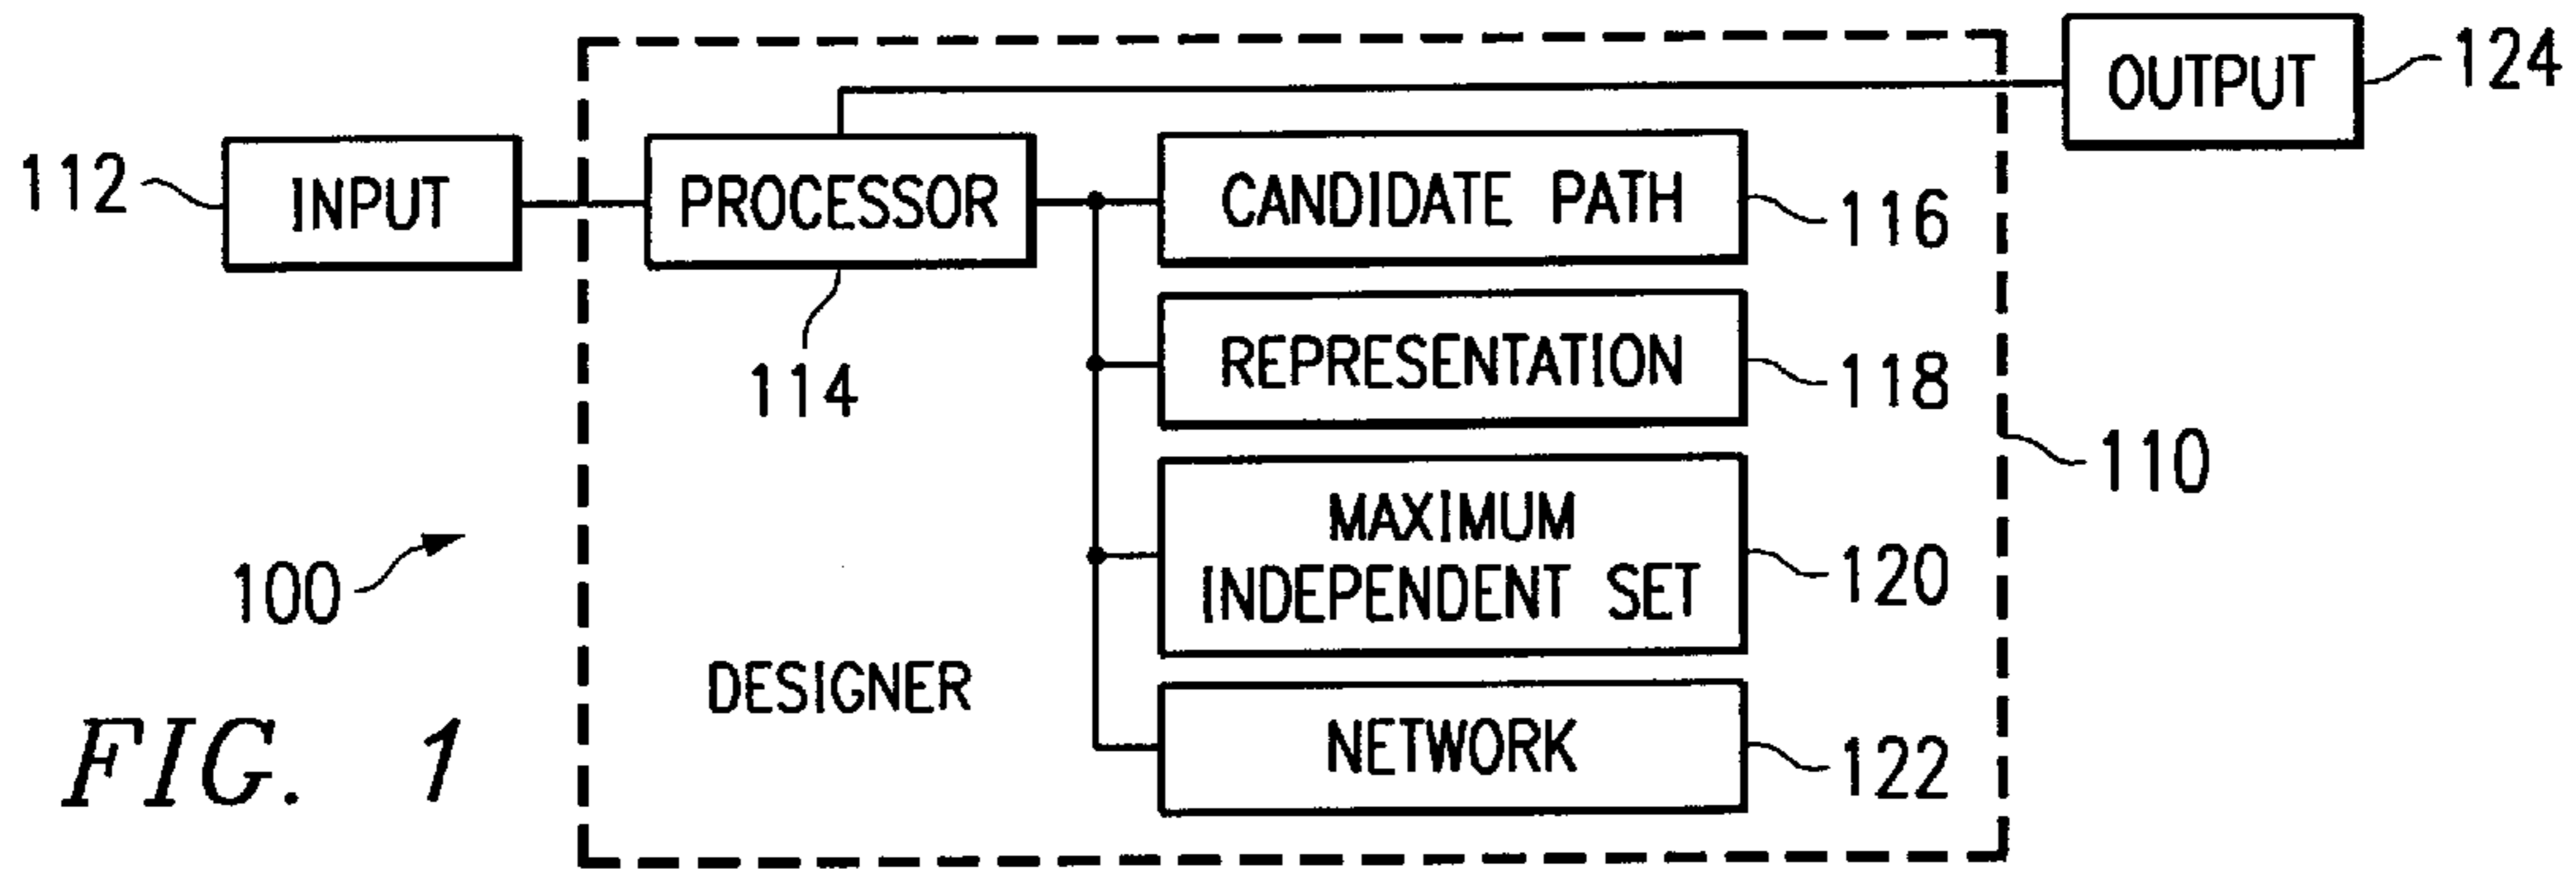 OUTPUT
124
112
INPUT
PROCESSOR
114
CANDIDATE PATH
116
REPRESENTATION
118
MAXIMUM
INDEPENDENT SET
120
110
100
DESIGNER
NETWORK
122
FIG. 1